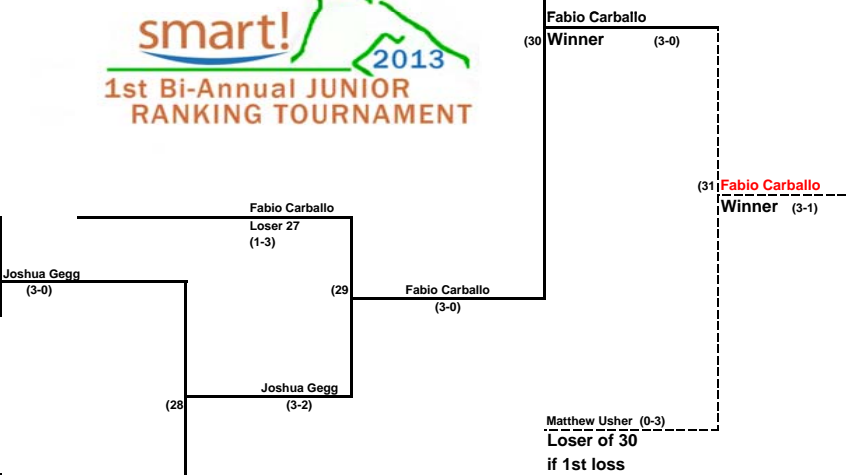 smart!
2013
1st Bi-Annual JUNIOR
RANKING TOURNAMENT
Fabio Carballo
(30 Winner (3-0)
(31 Fabio Carballo
Winner (3-1)
Fabio Carballo
Loser 27
(1-3)
Joshua Gegg
(3-0)
(29 Fabio Carballo
(3-0)
Joshua Gegg
(28 (3-2)
Matthew Usher (0-3)
Loser of 30
if 1st loss